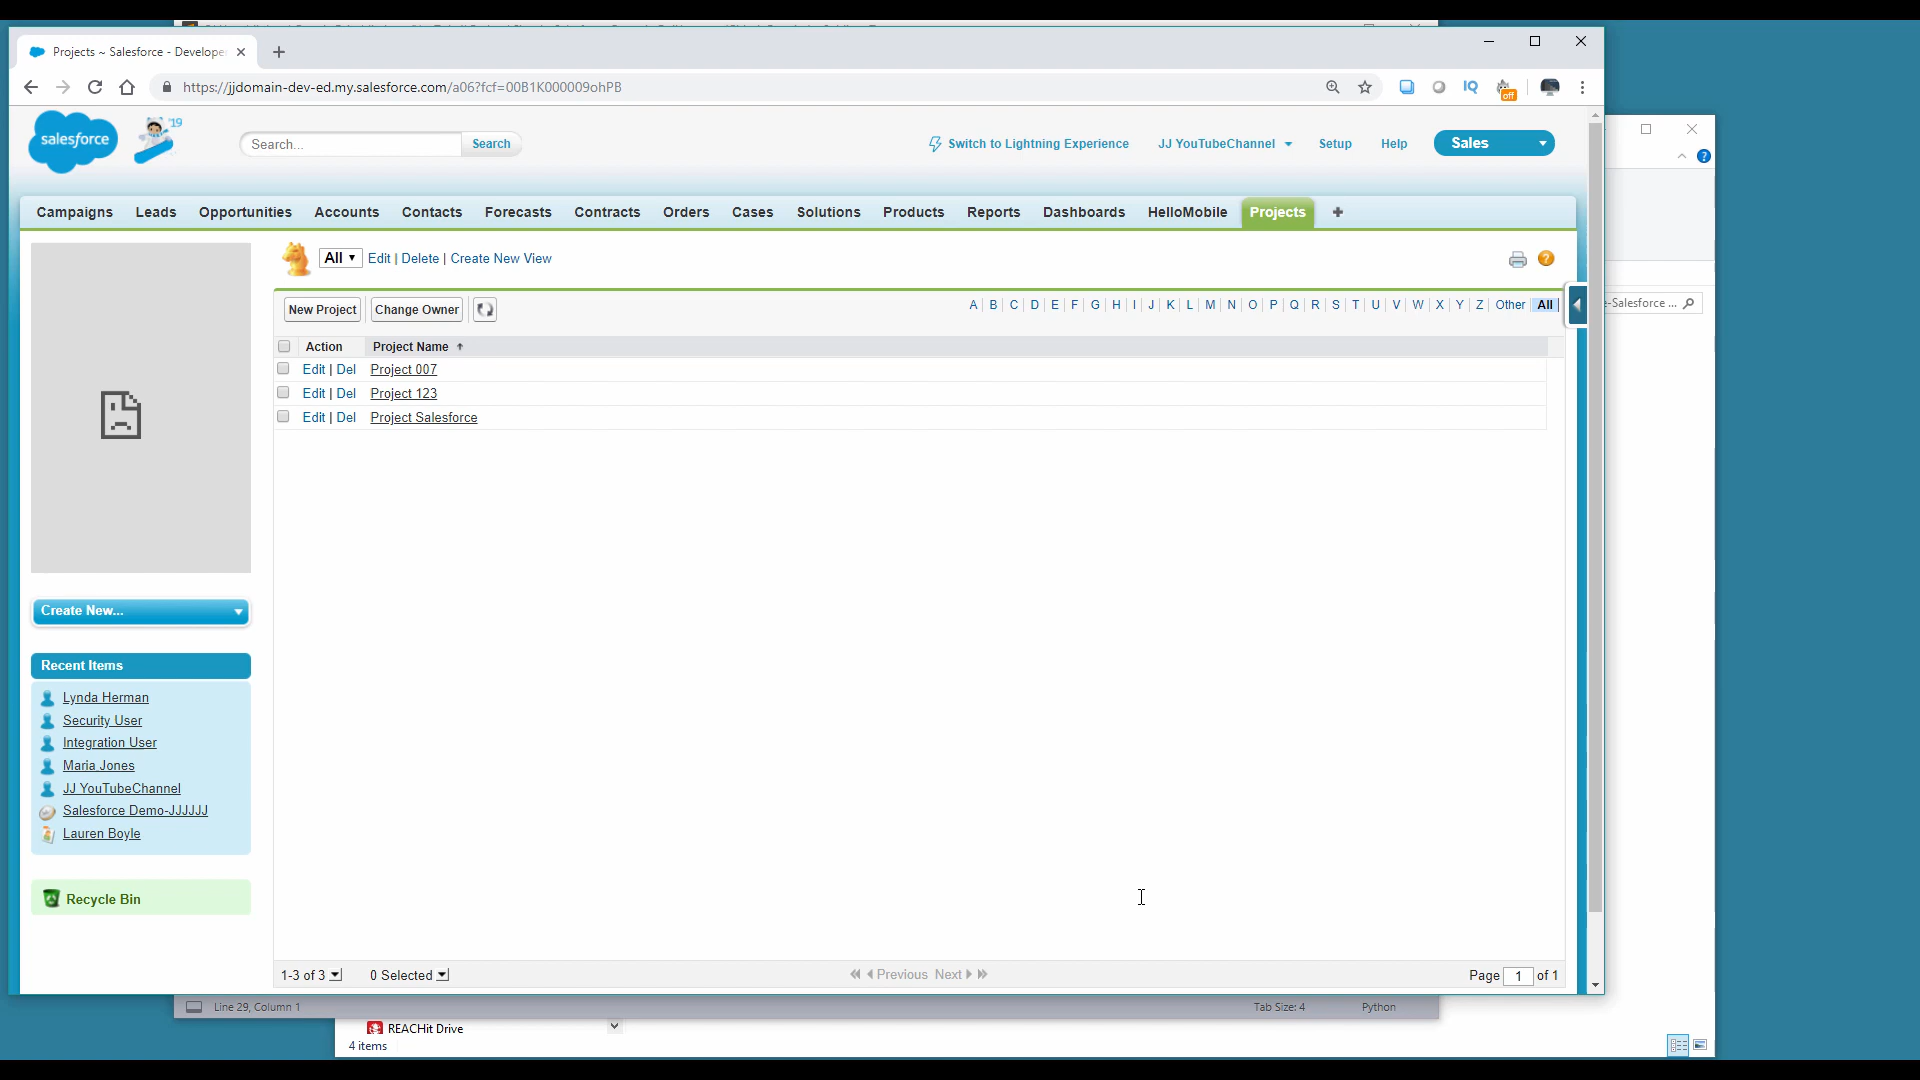 Projects ~ Salesforce - Develope
https://jjdomain-dev-ed.my.salesforce.com/a06?fcf=00B1K000009ohPB
IQ
off
salesforce
'19
Search...
Search
Switch to Lightning Experience
JJ YouTubeChannel
Setup
Help
Sales
Campaigns
Leads
Opportunities
Accounts
Contacts
Forecasts
Contracts
Orders
Cases
Solutions
Products
Reports
Dashboards
HelloMobile
Projects
All
Edit | Delete | Create New View
New Project
Change Owner
A | B | C | D | E | F | G | H | I | J | K | L | M | N | O | P | Q | R | S | T | U | V | W | X | Y | Z | Other | All
e-Salesforce ...
Action
Project Name
Edit | Del Project 007
Edit | Del Project 123
Edit | Del Project Salesforce
Create New...
Recent Items
Lynda Herman
Security User
Integration User
Maria Jones
JJ YouTubeChannel
Salesforce Demo-JJJJJJ
Lauren Boyle
Recycle Bin
1-3 of 3
0 Selected
Previous Next
Page 1 of 1
Line 29, Column 1
Tab Size: 4
Python
REACHit Drive
4 items